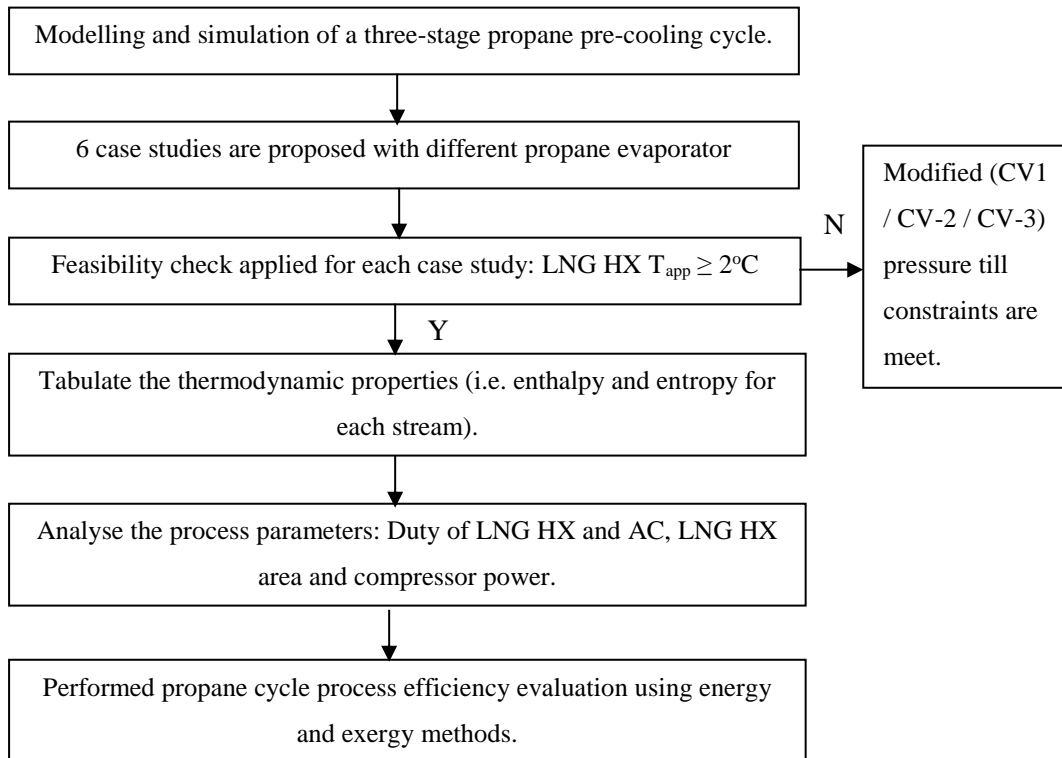 Modelling and simulation of a three-stage propane pre-cooling cycle.
6 case studies are proposed with different propane evaporator
Feasibility check applied for each case study: LNG HX Tapp ≥ 2°C
N
Modified (CV1
/ CV-2 / CV-3)
pressure till
constraints are
meet.
Y
Tabulate the thermodynamic properties (i.e. enthalpy and entropy for
each stream).
Analyse the process parameters: Duty of LNG HX and AC, LNG HX
area and compressor power.
Performed propane cycle process efficiency evaluation using energy
and exergy methods.